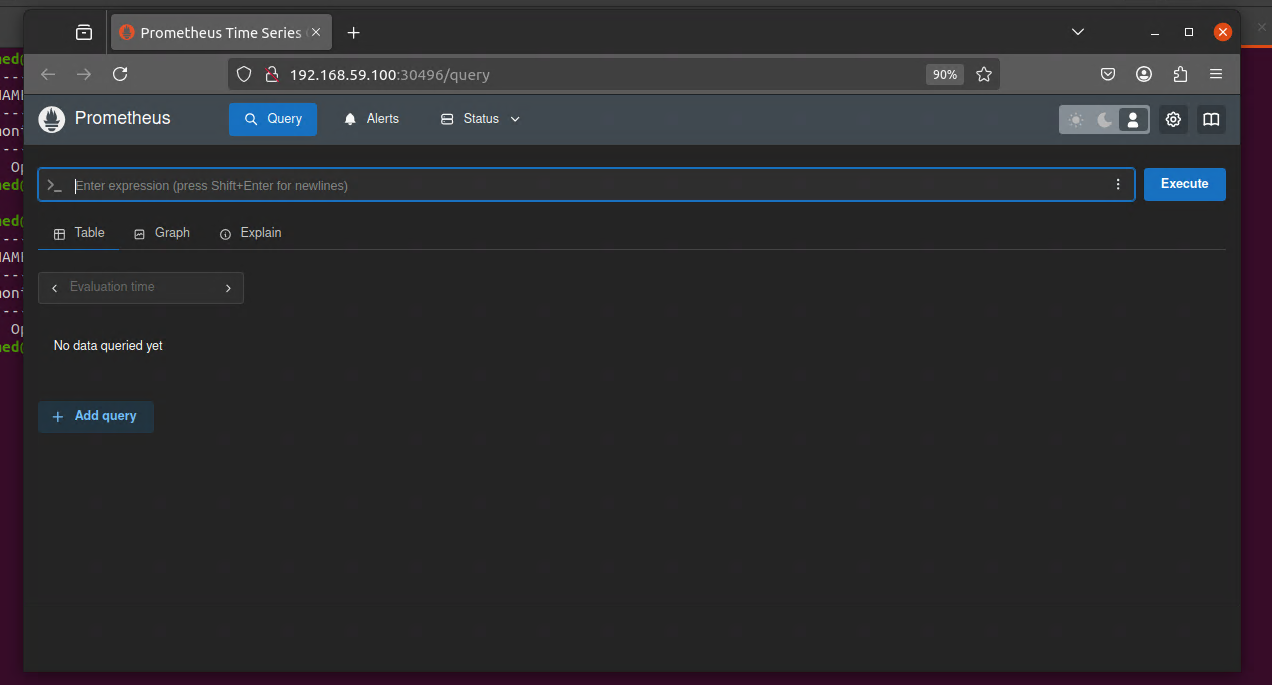 Prometheus Time Series
192.168.59.100:30496/query
90%
Prometheus
Query
Alerts
Status
Enter expression (press Shift+Enter for newlines)
Execute
Table
Graph
Explain
Evaluation time
No data queried yet
Add query